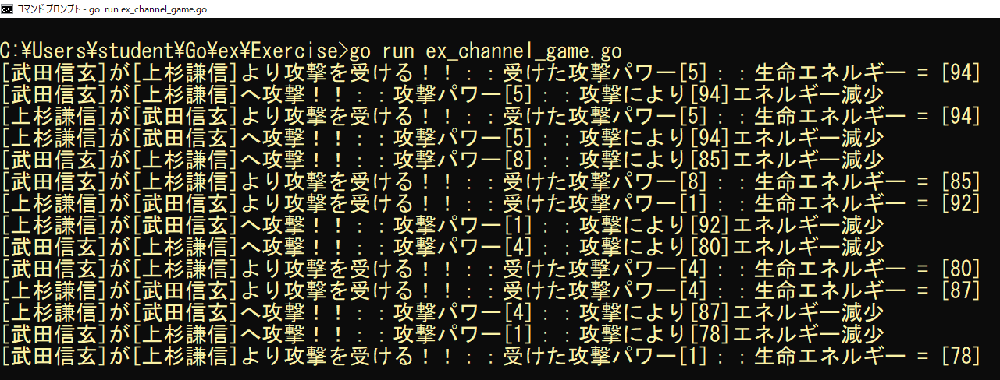 コマンド プロンプト - go  run ex_channel_game.go
C:¥Users¥student¥Go¥ex¥Exercise>go run ex_channel_game.go
[武田信玄]が[上杉謙信]より攻撃を受ける！！：：受けた攻撃パワー[5]：：生命エネルギー = [94]
[武田信玄]が[上杉謙信]へ攻撃！！：：攻撃パワー[5]：：攻撃により[94]エネルギー減少
[上杉謙信]が[武田信玄]より攻撃を受ける！！：：受けた攻撃パワー[5]：：生命エネルギー = [94]
[上杉謙信]が[武田信玄]へ攻撃！！：：攻撃パワー[5]：：攻撃により[94]エネルギー減少
[武田信玄]が[上杉謙信]へ攻撃！！：：攻撃パワー[8]：：攻撃により[85]エネルギー減少
[武田信玄]が[上杉謙信]より攻撃を受ける！！：：受けた攻撃パワー[8]：：生命エネルギー = [85]
[上杉謙信]が[武田信玄]より攻撃を受ける！！：：受けた攻撃パワー[1]：：生命エネルギー = [92]
[上杉謙信]が[武田信玄]へ攻撃！！：：攻撃パワー[1]：：攻撃により[92]エネルギー減少
[武田信玄]が[上杉謙信]へ攻撃！！：：攻撃パワー[4]：：攻撃により[80]エネルギー減少
[武田信玄]が[上杉謙信]より攻撃を受ける！！：：受けた攻撃パワー[4]：：生命エネルギー = [80]
[上杉謙信]が[武田信玄]より攻撃を受ける！！：：受けた攻撃パワー[4]：：生命エネルギー = [87]
[上杉謙信]が[武田信玄]へ攻撃！！：：攻撃パワー[4]：：攻撃により[87]エネルギー減少
[武田信玄]が[上杉謙信]へ攻撃！！：：攻撃パワー[1]：：攻撃により[78]エネルギー減少
[武田信玄]が[上杉謙信]より攻撃を受ける！！：：受けた攻撃パワー[1]：：生命エネルギー = [78]